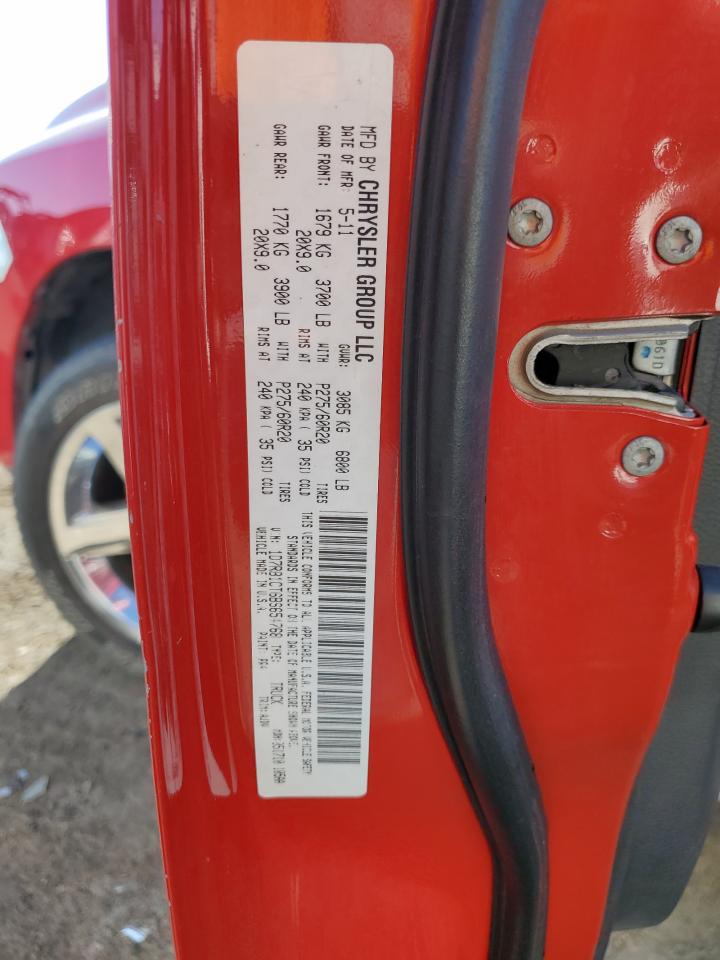 MFD BY CHRYSLER GROUP LLC
DATE OF MFR: 5-11 GVWR: 3085 KG 6800 LB
GAWR FRONT: 1679 KG 3700 LB WITH P275/60R20 TIRES
20X9.0 RIMS AT 240 KPA ( 35 PSI) COLD
GAWR REAR: 1770 KG 3900 LB WITH P275/60R20 TIRES
20X9.0 RIMS AT 240 KPA ( 35 PSI) COLD
THIS VEHICLE CONFORMS TO ALL APPLICABLE U.S.A. FEDERAL MOTOR VEHICLE SAFETY
STANDARDS IN EFFECT ON THE DATE OF MANUFACTURE SHOWN ABOVE.
TYPE: TRUCK
VEHICLE MADE IN U.S.A. PAINT: PR4
061D